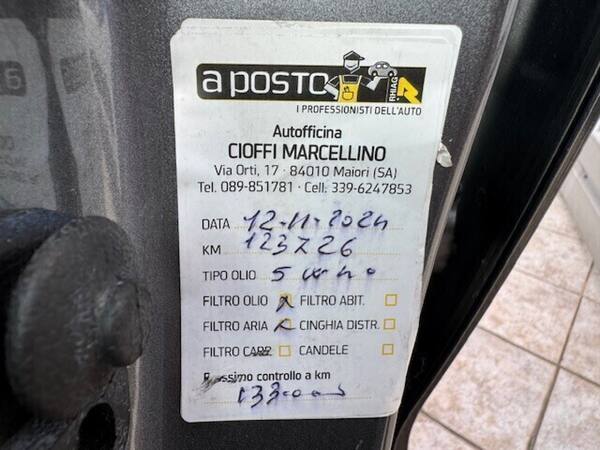 a posto
RHIAG
I PROFESSIONISTI DELL'AUTO
Autofficina
CIOFFI MARCELLINO
Via Orti, 17 - 84010 Maiori (SA)
Tel. 089-851781 - Cell: 339-6247853
DATA 12-11-2024
KM 123726
TIPO OLIO 5W40
FILTRO OLIO X FILTRO ABIT.
FILTRO ARIA X CINGHIA DISTR.
FILTRO CANDELE
Prossimo controllo a km
133000